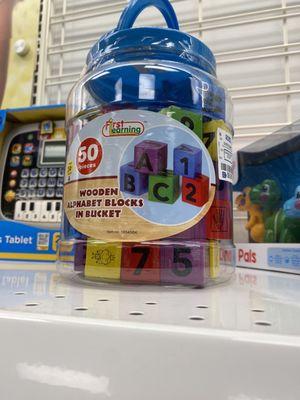 First
Learning
50
PIECES
WOODEN
ALPHABET BLOCKS
IN BUCKET
A
1
B
C
2
7
5
s Tablet
Pals